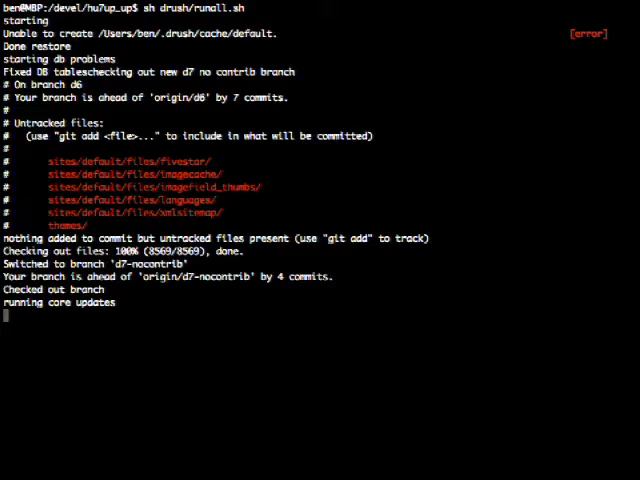 ben@MBP:/devel/hu7up_up$ sh drush/runall.sh
starting
Unable to create /Users/ben/.drush/cache/default. [error]
Done restore
starting db problems
Fixed DB tableschecking out new d7 no contrib branch
# On branch d6
# Your branch is ahead of 'origin/d6' by 7 commits.
#
# Untracked files:
#   (use "git add <file>..." to include in what will be committed)
#
#       sites/default/files/fivestar/
#       sites/default/files/imagecache/
#       sites/default/files/imagefield_thumbs/
#       sites/default/files/languages/
#       sites/default/files/xmlsitemap/
#       themes/
nothing added to commit but untracked files present (use "git add" to track)
Checking out files: 100% (8569/8569), done.
Switched to branch 'd7-nocontrib'
Your branch is ahead of 'origin/d7-nocontrib' by 4 commits.
Checked out branch
running core updates